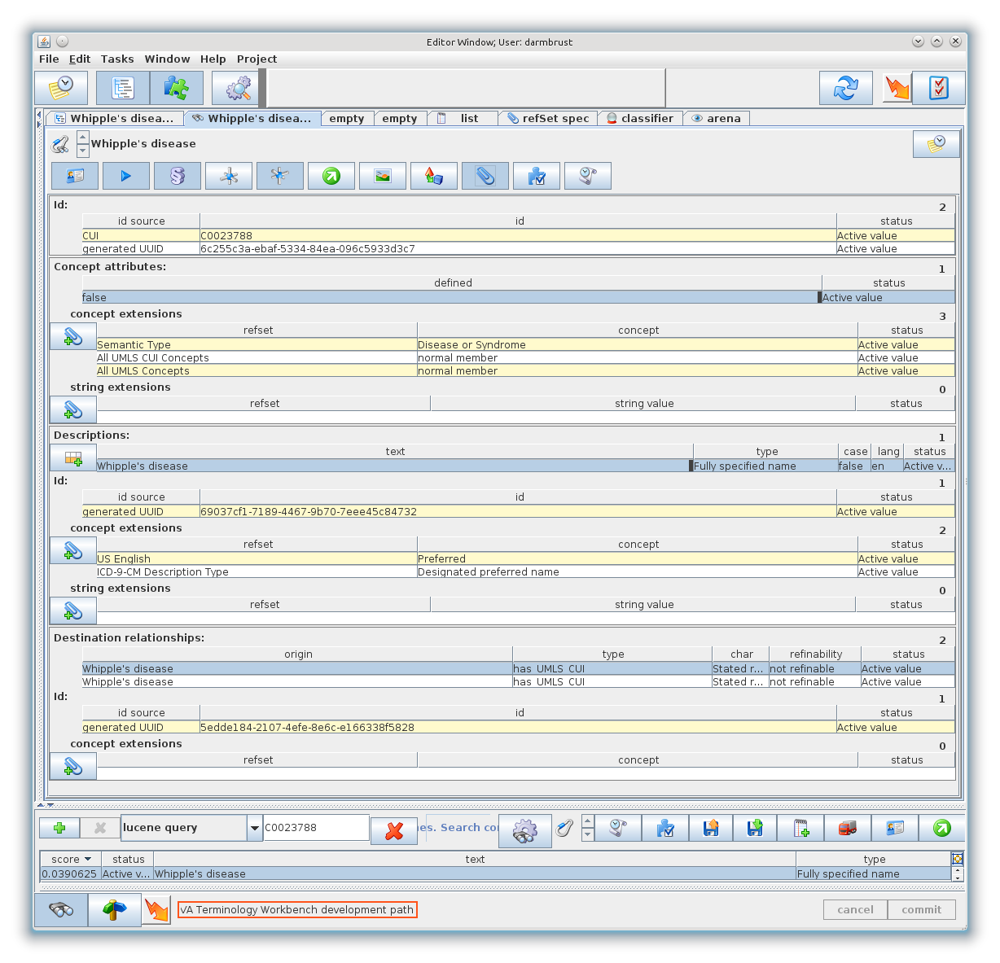 Editor Window; User: darmbrust
File Edit Tasks Window Help Project
Whipple's disea... Whipple's disea... empty empty list refSet spec classifier arena
Whipple's disease
Id: 2
id source id status
CUI C0023788 Active value
generated UUID 6c255c3a-ebaf-5334-84ea-096c5933d3c7 Active value
Concept attributes: 1
defined status
false Active value
concept extensions 3
refset concept status
Semantic Type Disease or Syndrome Active value
All UMLS CUI Concepts normal member Active value
All UMLS Concepts normal member Active value
string extensions 0
refset string value status
Descriptions: 1
text type case lang status
Whipple's disease Fully specified name false en Active v...
Id: 1
id source id status
generated UUID 69037cf1-7189-4467-9b70-7eee45c84732 Active value
concept extensions 2
refset concept status
US English Preferred Active value
ICD-9-CM Description Type Designated preferred name Active value
string extensions 0
refset string value status
Destination relationships: 2
origin type char refinability status
Whipple's disease has UMLS CUI Stated r... not refinable Active value
Whipple's disease has UMLS CUI Stated r... not refinable Active value
Id: 1
id source id status
generated UUID 5edde184-2107-4efe-8e6c-e166338f5828 Active value
concept extensions 0
refset concept status
lucene query C0023788 es. Search co
score status text type
0.0390625 Active v... Whipple's disease Fully specified name
VA Terminology Workbench development path cancel commit